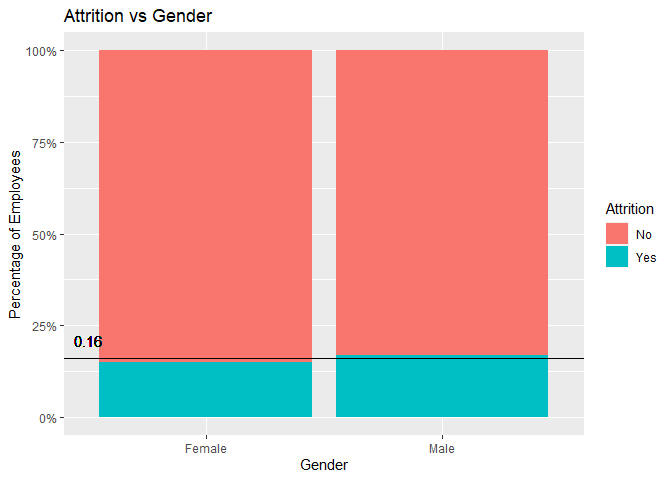 Attrition vs Gender
Percentage of Employees
100%
75%
50%
25%
0%
0.16
Female
Male
Gender
Attrition
No
Yes